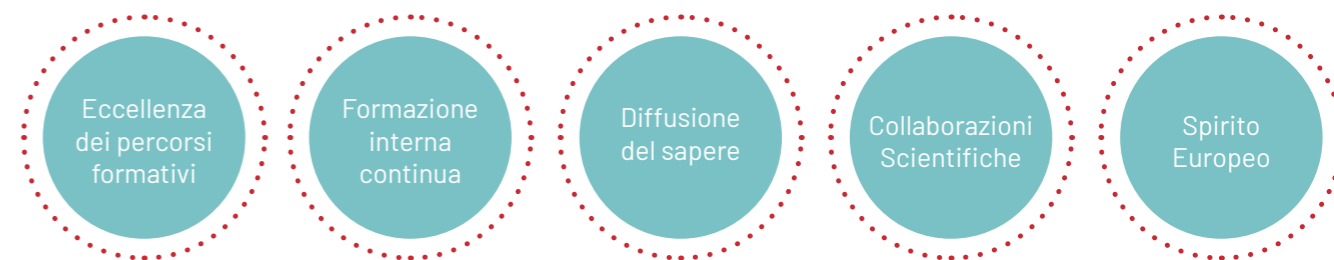 Eccellenza
dei percorsi
formativi
Formazione
interna
continua
Diffusione
del sapere
Collaborazioni
Scientifiche
Spirito
Europeo